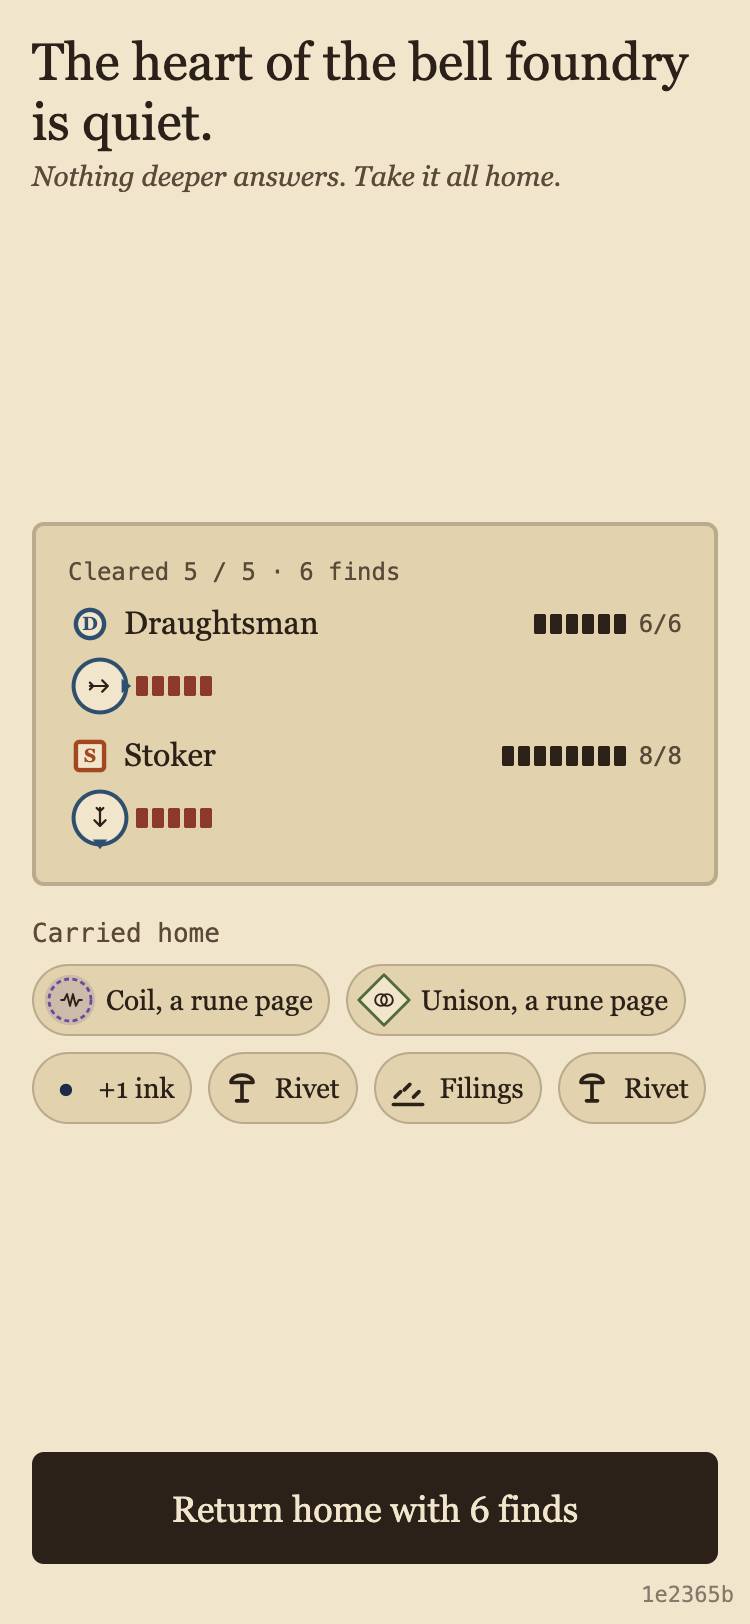 The heart of the bell foundry
is quiet.
Nothing deeper answers. Take it all home.
Cleared 5 / 5 · 6 finds
D Draughtsman 6/6
S Stoker 8/8
Carried home
Coil, a rune page Unison, a rune page
+1 ink Rivet Filings Rivet
Return home with 6 finds
1e2365b